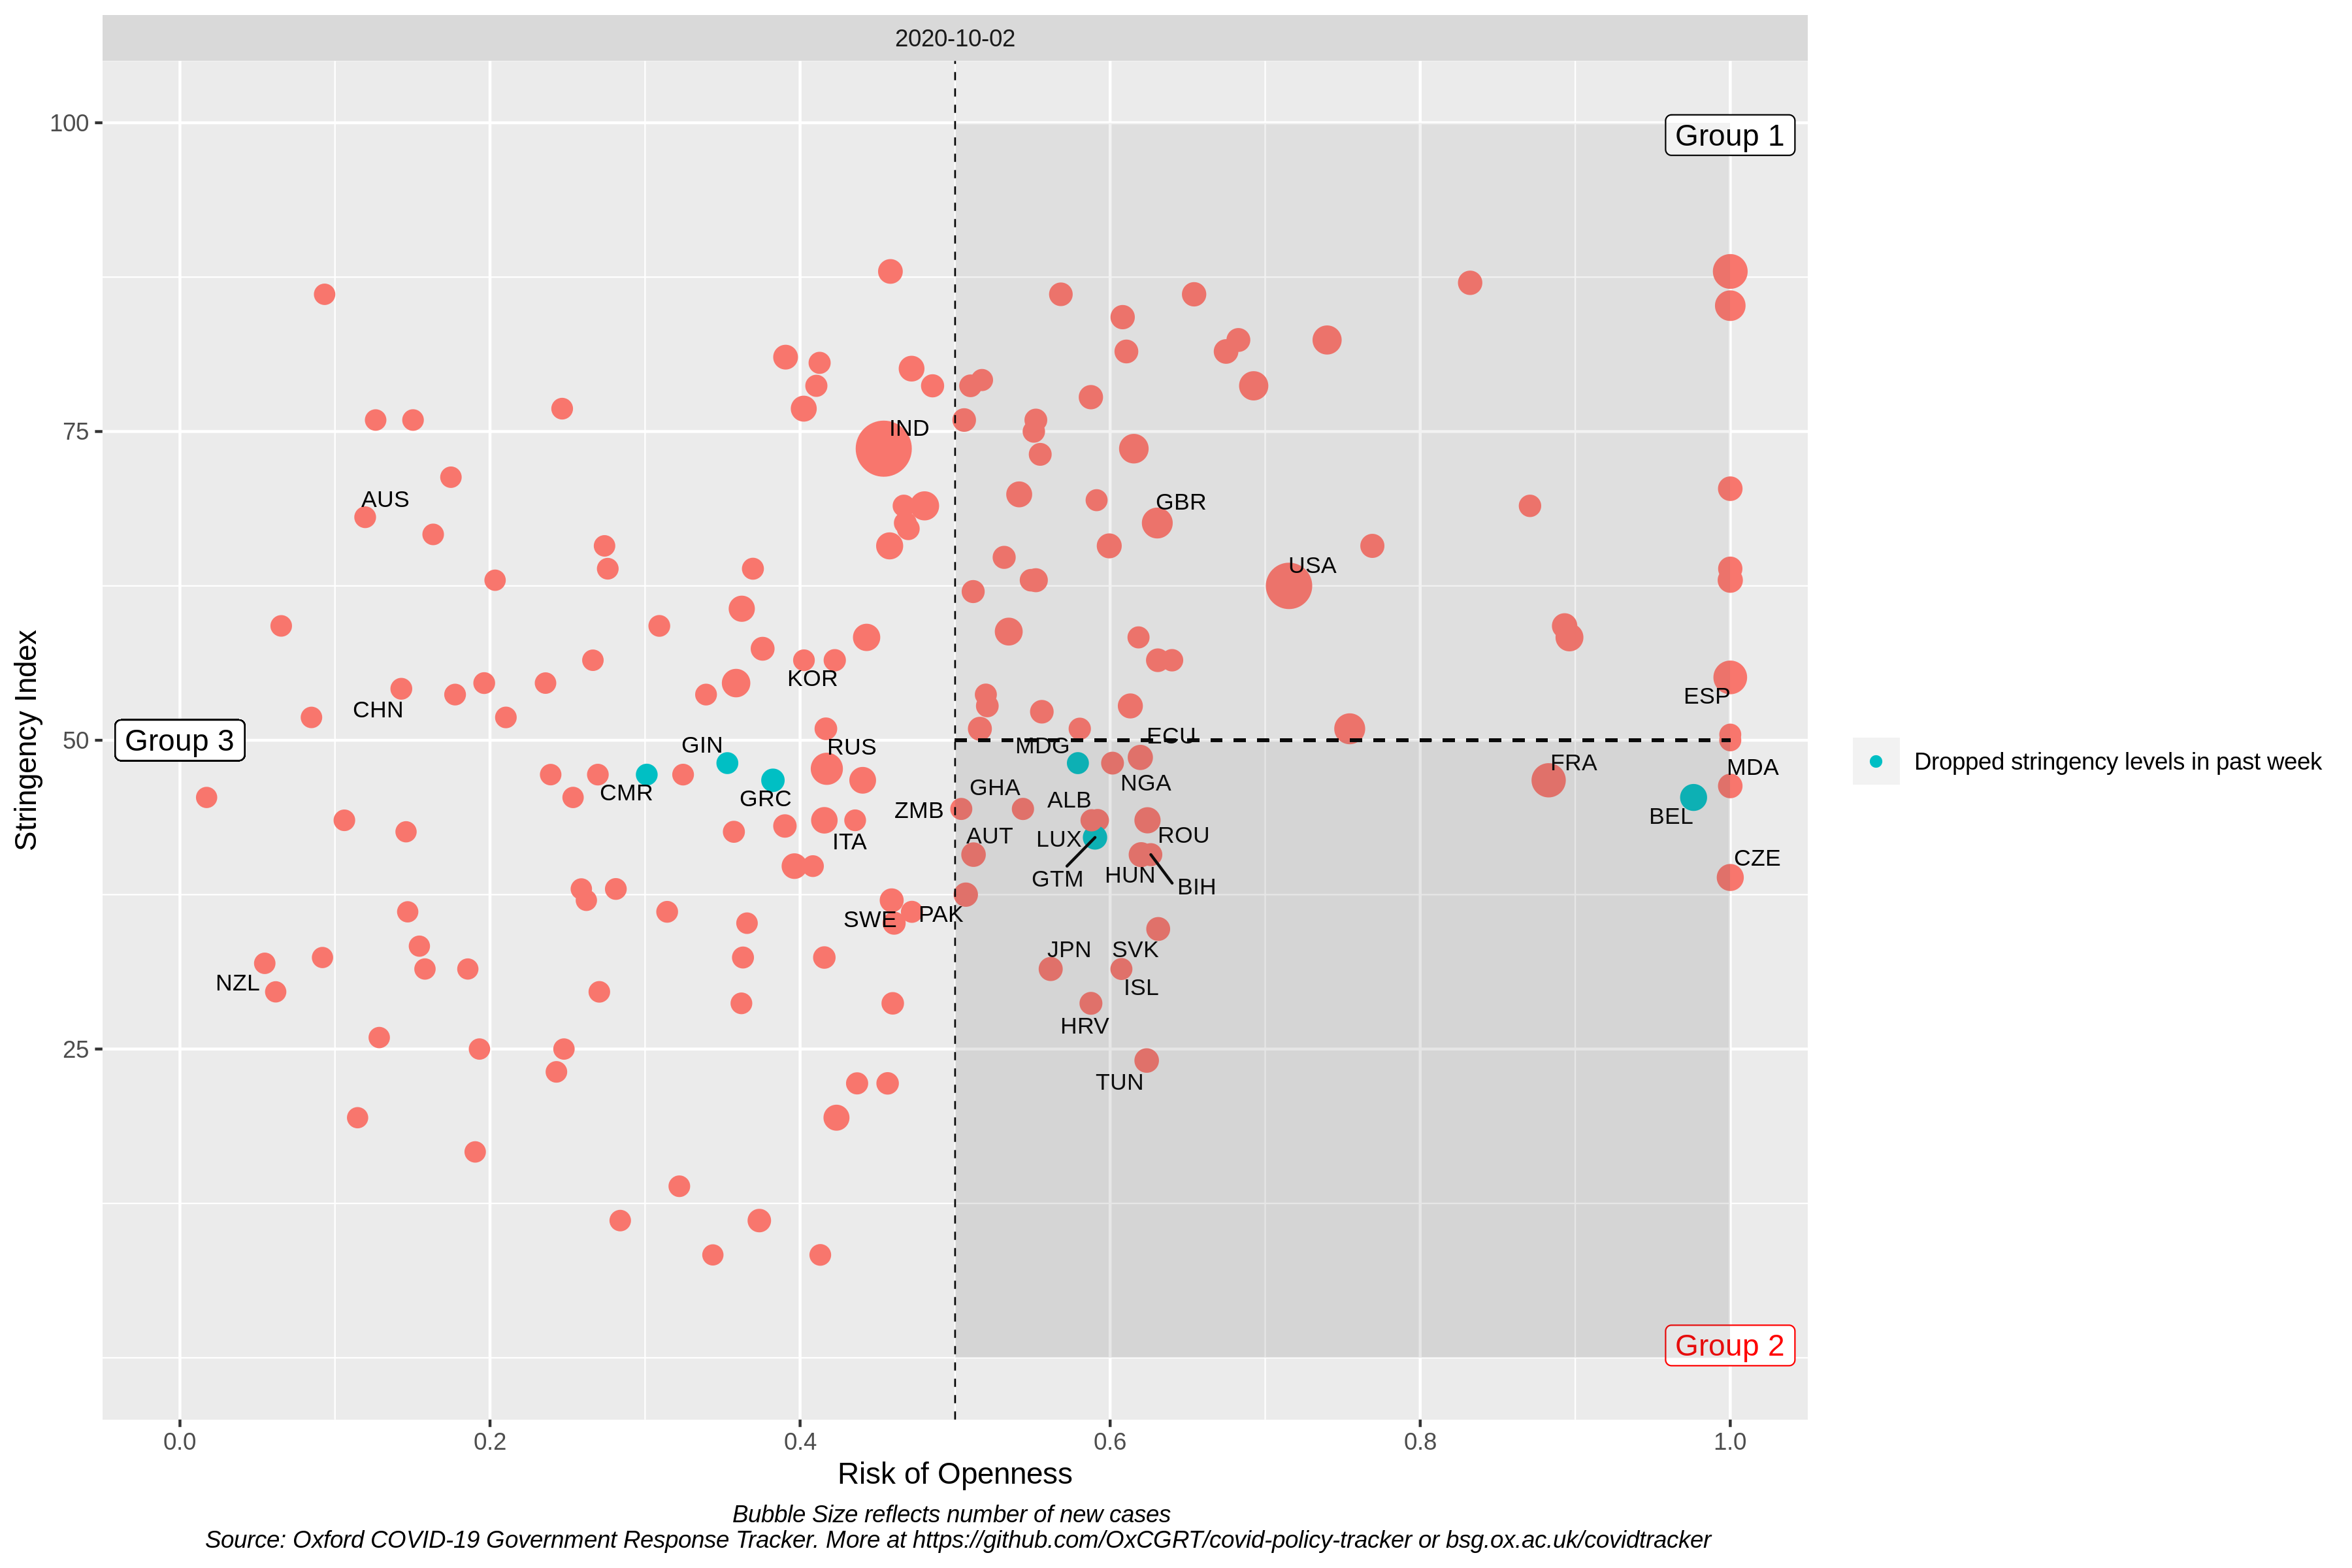 2020-10-02
100
Group 1
IND
75
AUS
GBR
USA
KOR
ESP
CHN
Group 3
50
GIN
RUS
MDG
ECU
FRA
MDA
Dropped stringency levels in past week
CMR
GRC
ZMB
GHA
ALB
NGA
BEL
ITA
AUT
LUX
ROU
CZE
GTM
HUN
BIH
SWE
PAK
JPN
SVK
NZL
ISL
HRV
25
TUN
Group 2
Stringency Index
0.0
0.2
0.4
0.6
0.8
1.0
Risk of Openness
Bubble Size reflects number of new cases
Source: Oxford COVID-19 Government Response Tracker. More at https://github.com/OxCGRT/covid-policy-tracker or bsg.ox.ac.uk/covidtracker